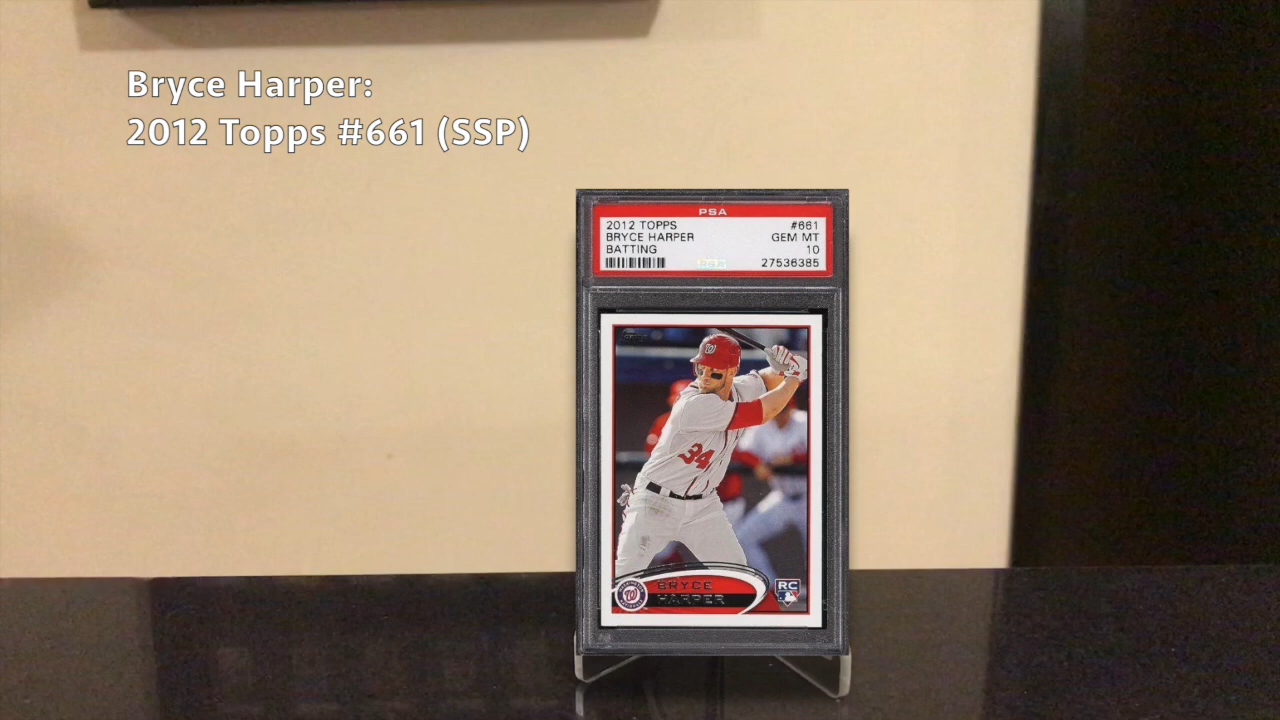 Bryce Harper:
2012 Topps #661 (SSP)
PSA
2012 TOPPS #661
BRYCE HARPER GEM MT
BATTING 10
27536385
34
BRYCE
HARPER
RC